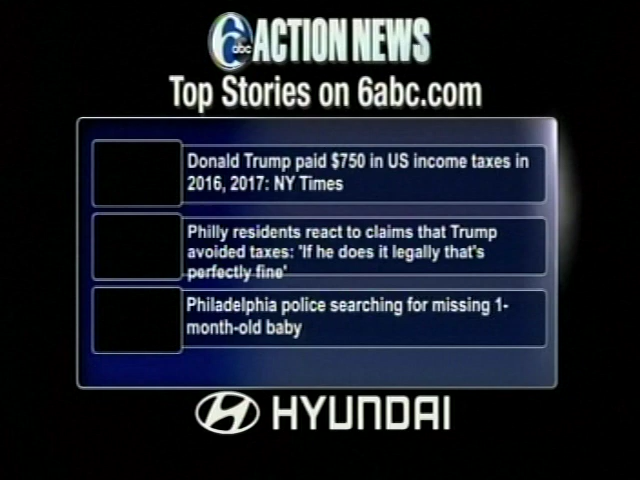 6 abc ACTION NEWS
Top Stories on 6abc.com
Donald Trump paid $750 in US income taxes in
2016, 2017: NY Times
Philly residents react to claims that Trump
avoided taxes: 'If he does it legally that's
perfectly fine'
Philadelphia police searching for missing 1-
month-old baby
HYUNDAI